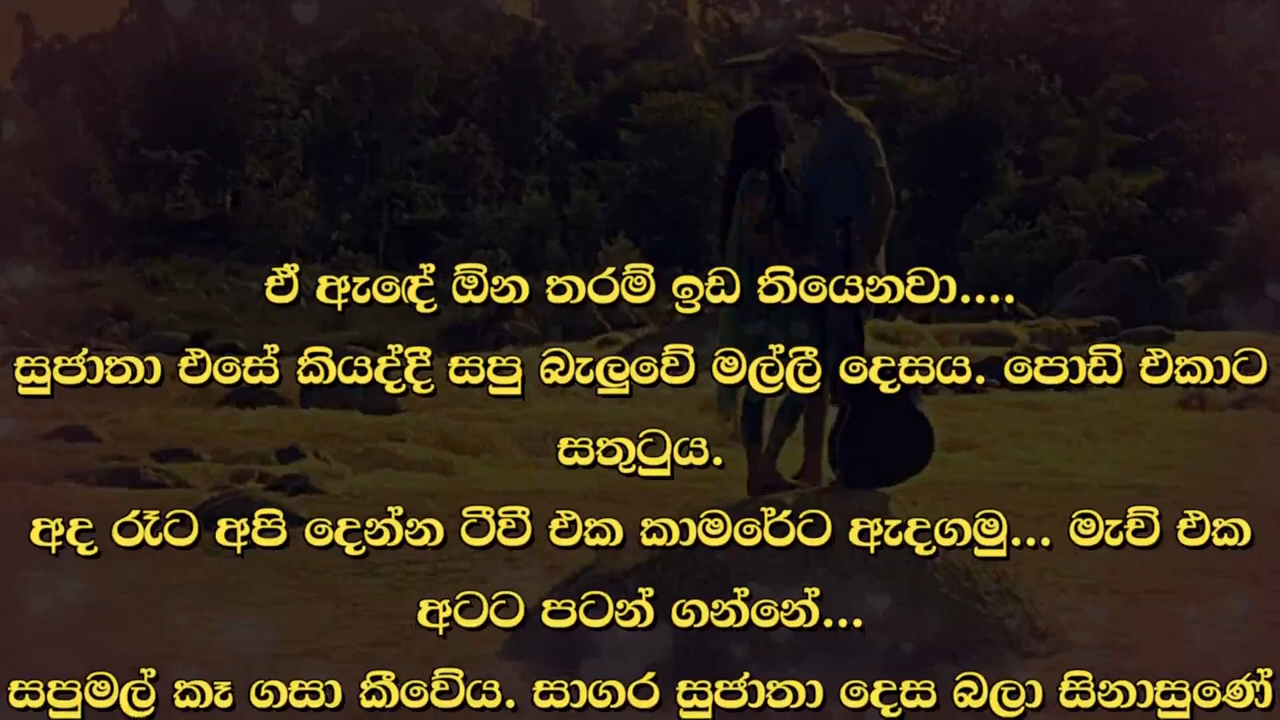 ඒ ඇඳේ ඕන තරම් ඉඩ තියෙනවා....
සුජාතා එසේ කියද්දී සපු බැලුවේ මල්ලී දෙසය. පොඩි එකාට
සතුටුය.
අද රෑට අපි දෙන්න ටීවී එක කාමරේට ඇදගමු... මැච් එක
අටට පටන් ගන්නේ...
සපුමල් කෑ ගසා කීවේය. සාගර සුජාතා දෙස බලා සිනාසුණේ